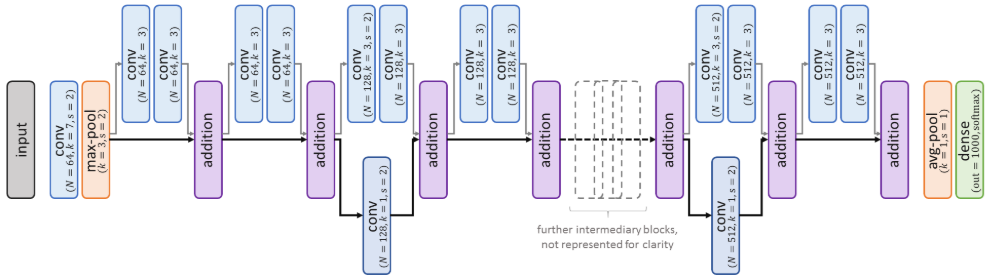 input
conv
(N = 64, k = 7, s = 2)
max-pool
(k = 3, s = 2)
conv
(N = 64, k = 3)
conv
(N = 64, k = 3)
addition
conv
(N = 64, k = 3)
conv
(N = 64, k = 3)
addition
conv
(N = 128, k = 3, s = 2)
conv
(N = 128, k = 3)
conv
(N = 128, k = 1, s = 2)
addition
conv
(N = 128, k = 3)
conv
(N = 128, k = 3)
addition
further intermediary blocks,
not represented for clarity
addition
conv
(N = 512, k = 3, s = 2)
conv
(N = 512, k = 3)
conv
(N = 512, k = 1, s = 2)
addition
conv
(N = 512, k = 3)
conv
(N = 512, k = 3)
addition
avg-pool
(k = 1, s = 1)
dense
(out = 1000, softmax)